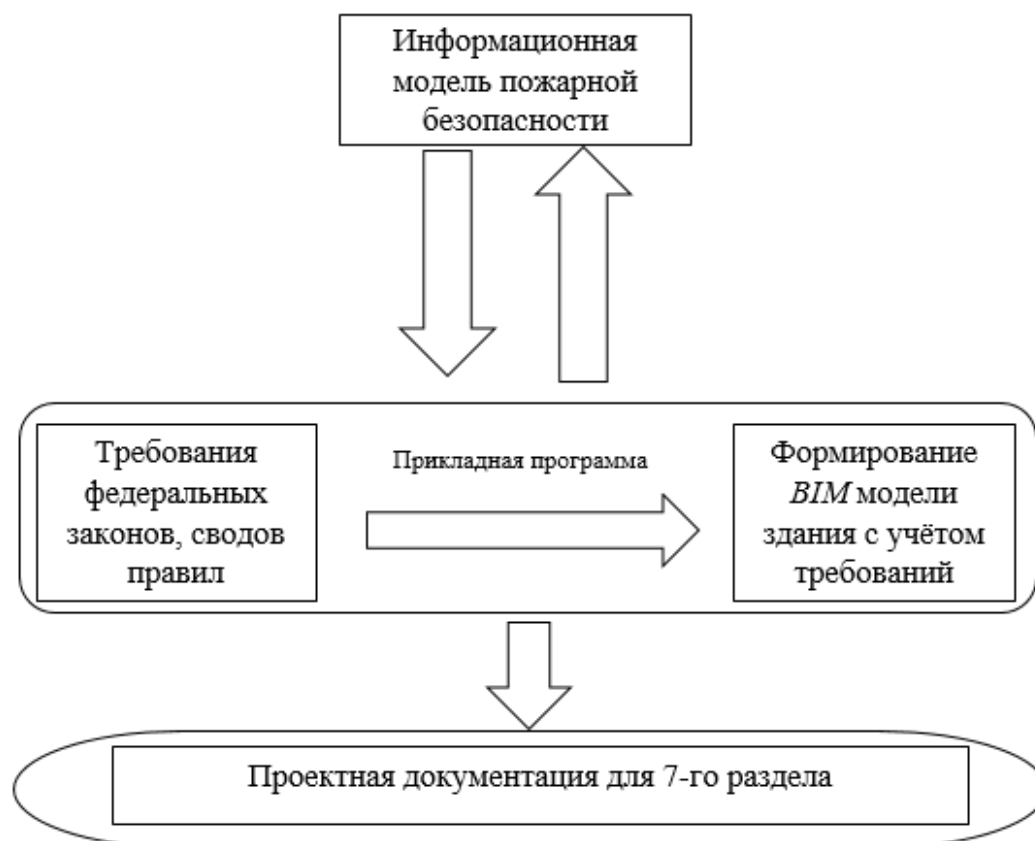 Информационная
модель пожарной
безопасности
Требования
федеральных
законов, сводов
правил
Прикладная программа
Формирование
BIM модели
здания с учётом
требований
Проектная документация для 7-го раздела